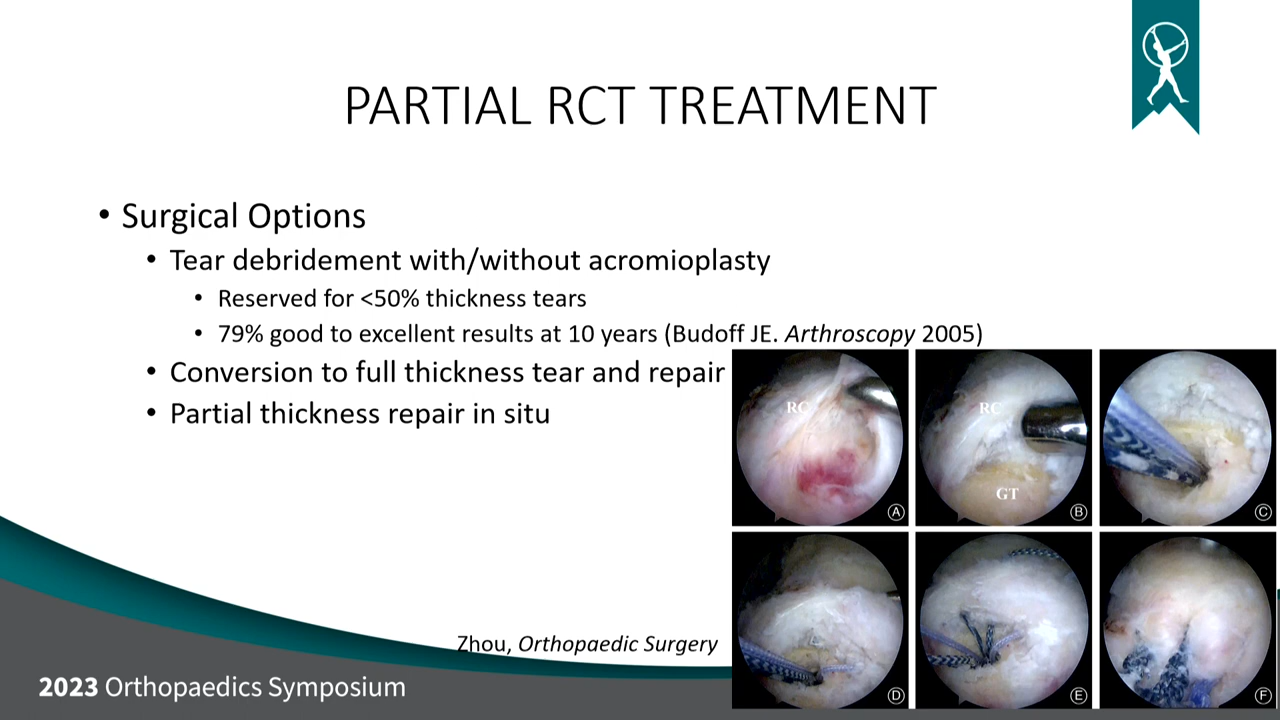 PARTIAL RCT TREATMENT
• Surgical Options
• Tear debridement with/without acromioplasty
• Reserved for <50% thickness tears
• 79% good to excellent results at 10 years (Budoff JE. Arthroscopy 2005)
• Conversion to full thickness tear and repair
• Partial thickness repair in situ
RC
A
RC
GT
B
C
D
E
F
Zhou, Orthopaedic Surgery
2023 Orthopaedics Symposium